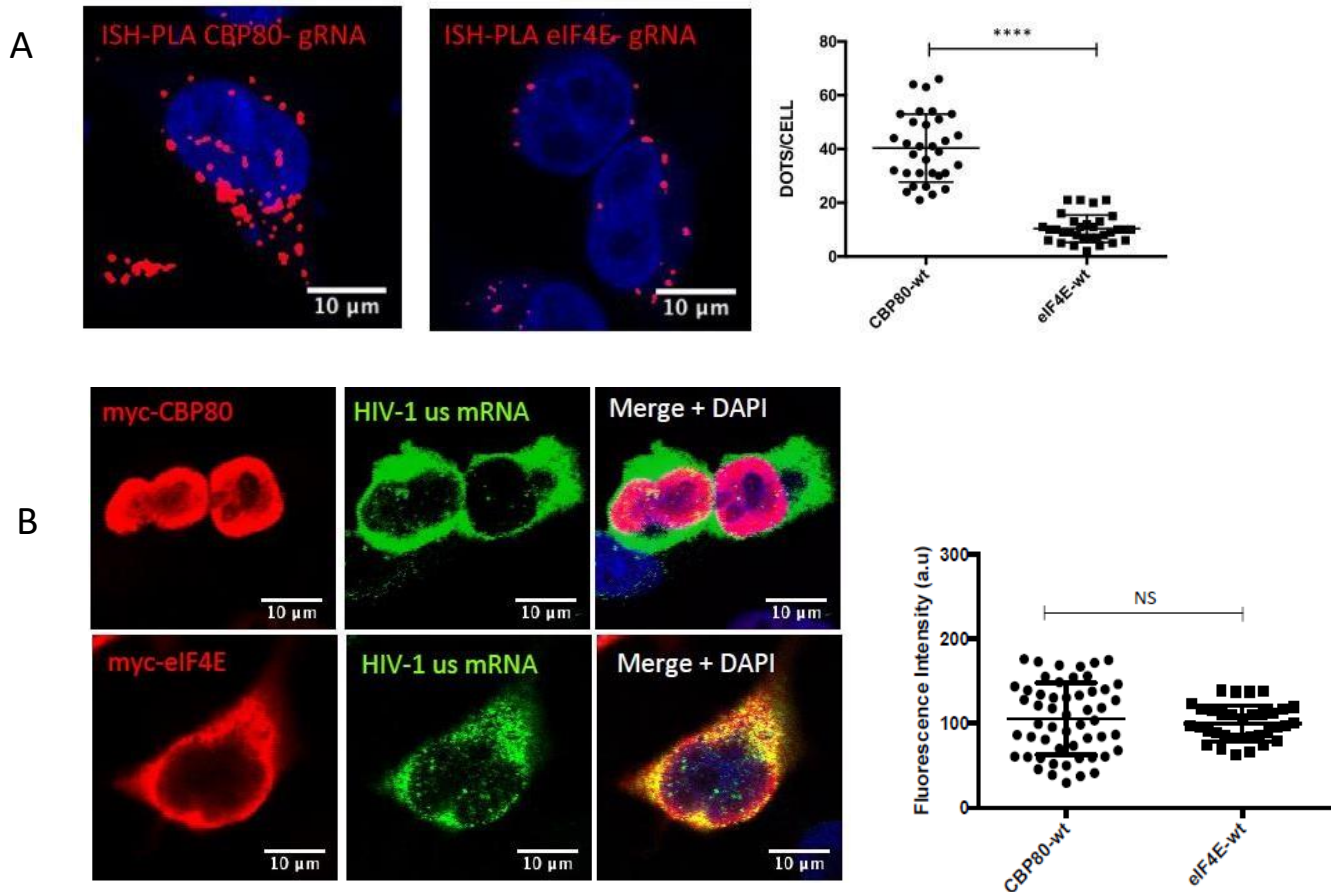 A
ISH-PLA CBP80- gRNA
10 µm
ISH-PLA eIF4E- gRNA
10 µm
DOTS/CELL
80
60
40
20
0
****
CBP80-wt
eIF4E-wt
B
myc-CBP80
10 µm
HIV-1 us mRNA
10 µm
Merge + DAPI
10 µm
myc-eIF4E
10 µm
HIV-1 us mRNA
10 µm
Merge + DAPI
10 µm
Fluorescence Intensity (a.u)
300
200
100
0
NS
CBP80-wt
eIF4E-wt